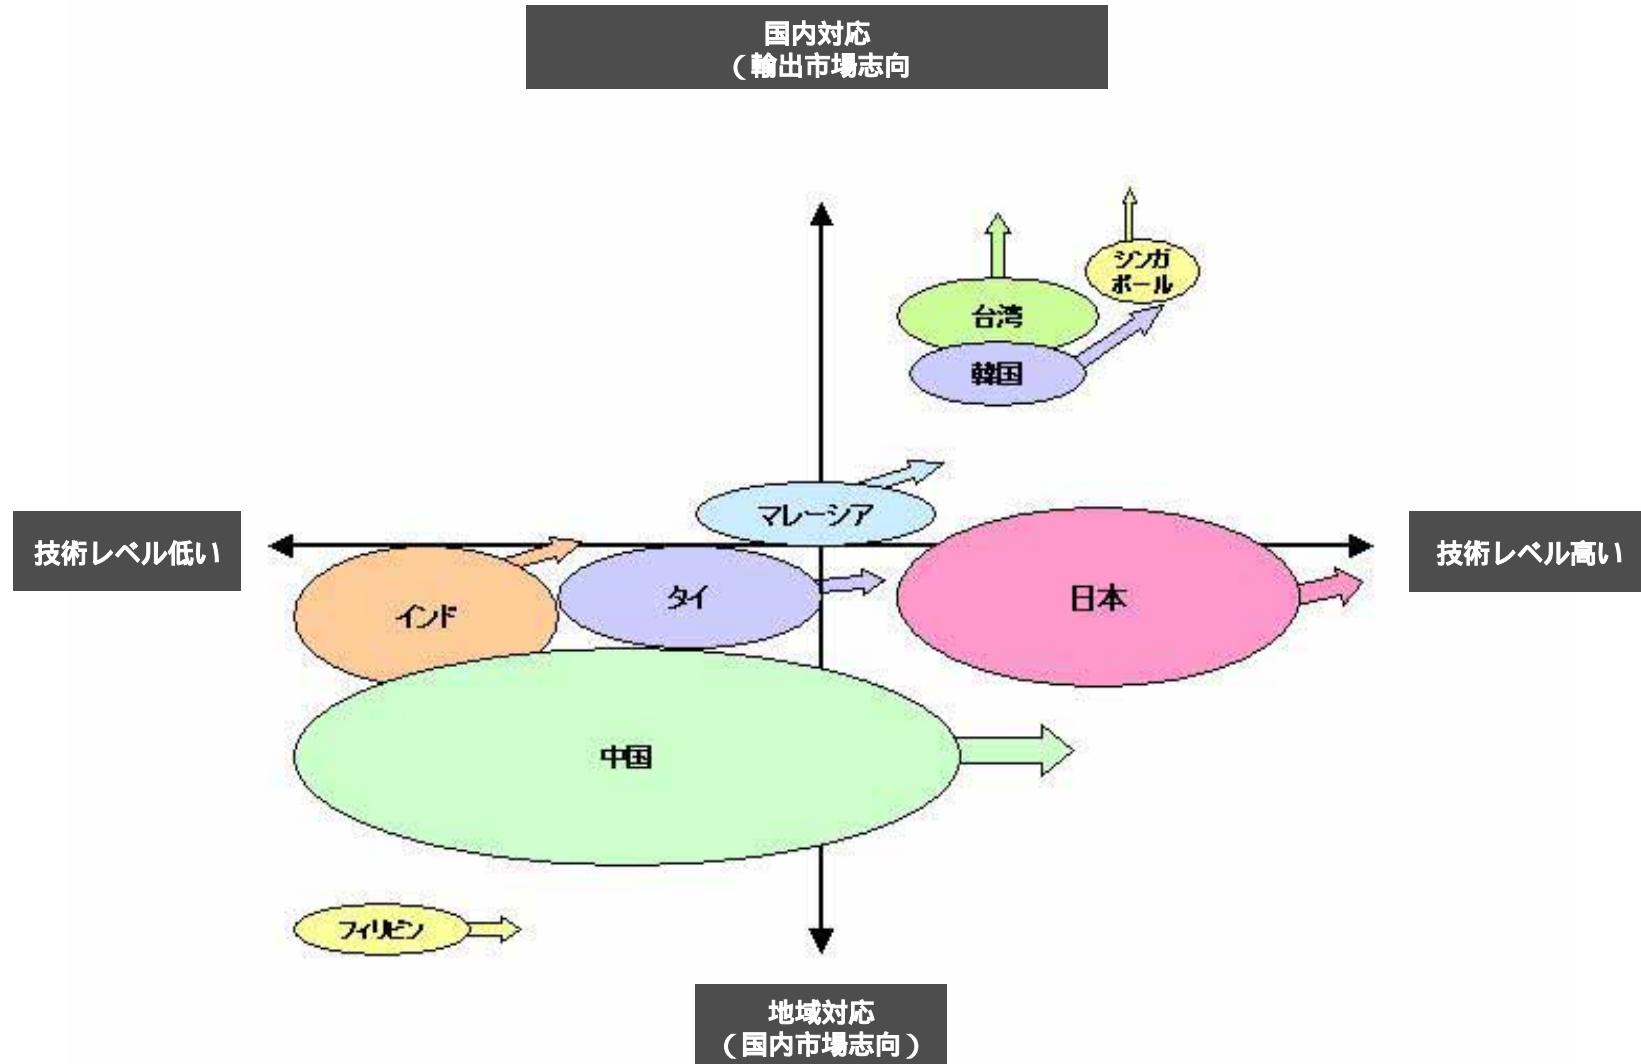 国内対応
（輸出市場志向
シンガ
ポール
台湾
韓国
マレーシア
技術レベル低い
技術レベル高い
インド
タイ
日本
中国
フィリピン
地域対応
（国内市場志向）